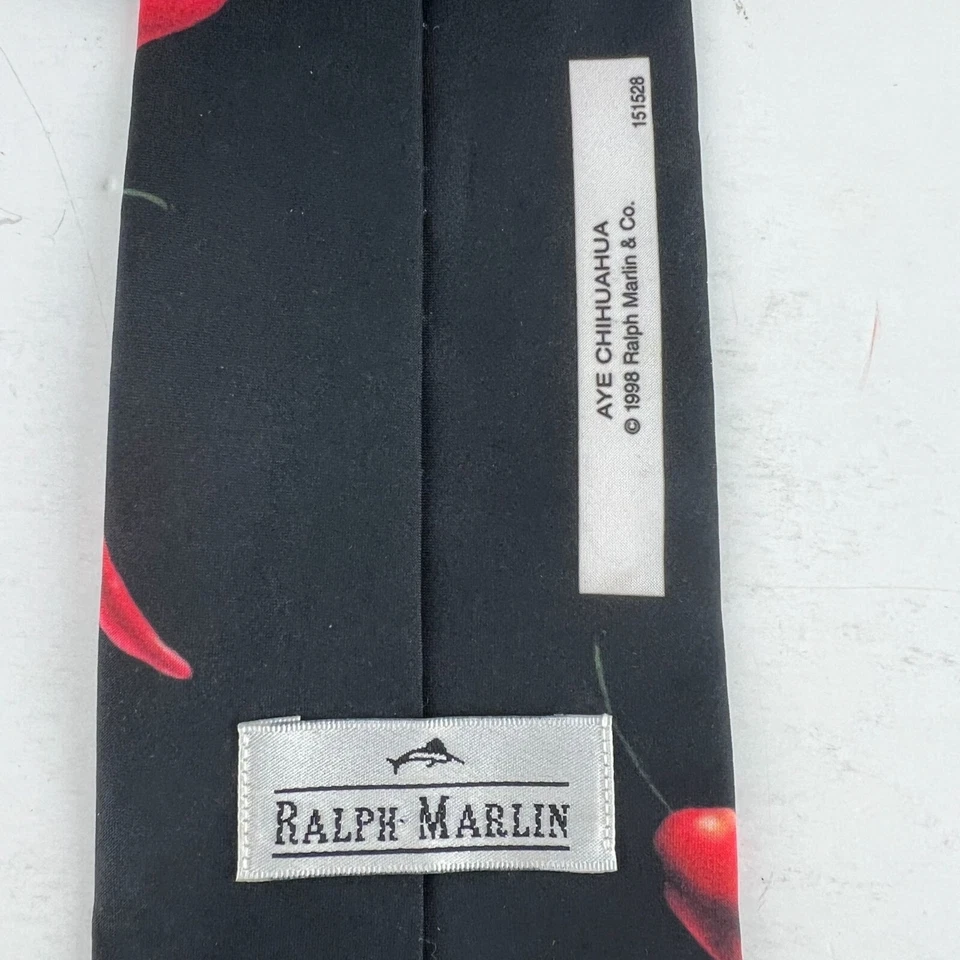 AYE CHIHUAHUA
© 1998 Ralph Marlin & Co.
151528
RALPH MARLIN